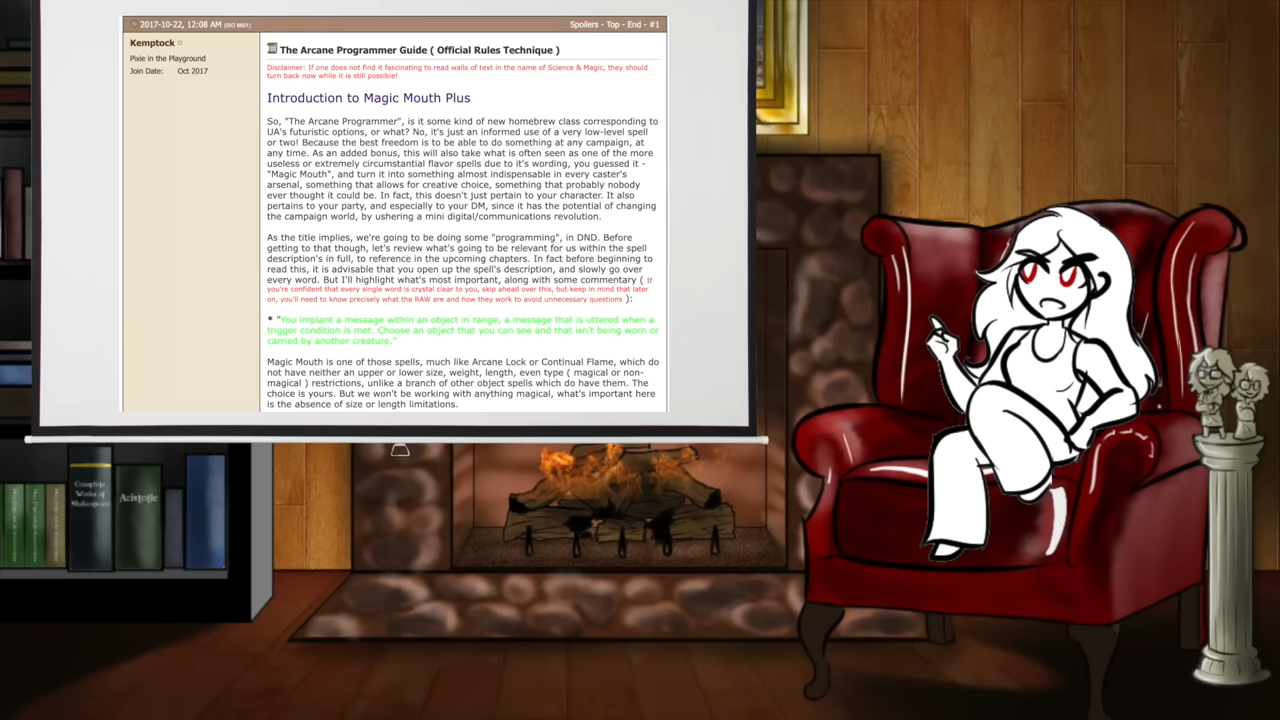 2017-10-22, 12:08 AM (ISO 8601)
Spoilers - Top - End - #1
Kemptock
Pixie in the Playground
Join Date: Oct 2017
The Arcane Programmer Guide ( Official Rules Technique )
Disclaimer: If one does not find it fascinating to read walls of text in the name of Science & Magic, they should
turn back now while it is still possible!
Introduction to Magic Mouth Plus
So, "The Arcane Programmer", is it some kind of new homebrew class corresponding to
UA's futuristic options, or what? No, it's just an informed use of a very low-level spell
or two! Because the best freedom is to be able to do something at any campaign, at
any time. As an added bonus, this will also take what is often seen as one of the more
useless or extremely circumstantial flavor spells due to it's wording, you guessed it -
"Magic Mouth", and turn it into something almost indispensable in every caster's
arsenal, something that allows for creative choice, something that probably nobody
ever thought it could be. In fact, this doesn't just pertain to your character. It also
pertains to your party, and especially to your DM, since it has the potential of changing
the campaign world, by ushering a mini digital/communications revolution.
As the title implies, we're going to be doing some "programming", in DND. Before
getting to that though, let's review what's going to be relevant for us within the spell
description's in full, to reference in the upcoming chapters. In fact before beginning to
read this, it is advisable that you open up the spell's description, and slowly go over
every word. But I'll highlight what's most important, along with some commentary ( If
you're confident that every single word is crystal clear to you, skip ahead over this, but keep in mind that later
on, you'll need to know precisely what the RAW are and how they work to avoid unnecessary questions ):
* "You implant a message within an object in range, a message that is uttered when a
trigger condition is met. Choose an object that you can see and that isn't being worn or
carried by another creature."
Magic Mouth is one of those spells, much like Arcane Lock or Continual Flame, which do
not have neither an upper or lower size, weight, length, even type ( magical or non-
magical ) restrictions, unlike a branch of other object spells which do have them. The
choice is yours. But we won't be working with anything magical, what's important here
is the absence of size or length limitations.
Complete
Works of
Shakespeare
Aristotle